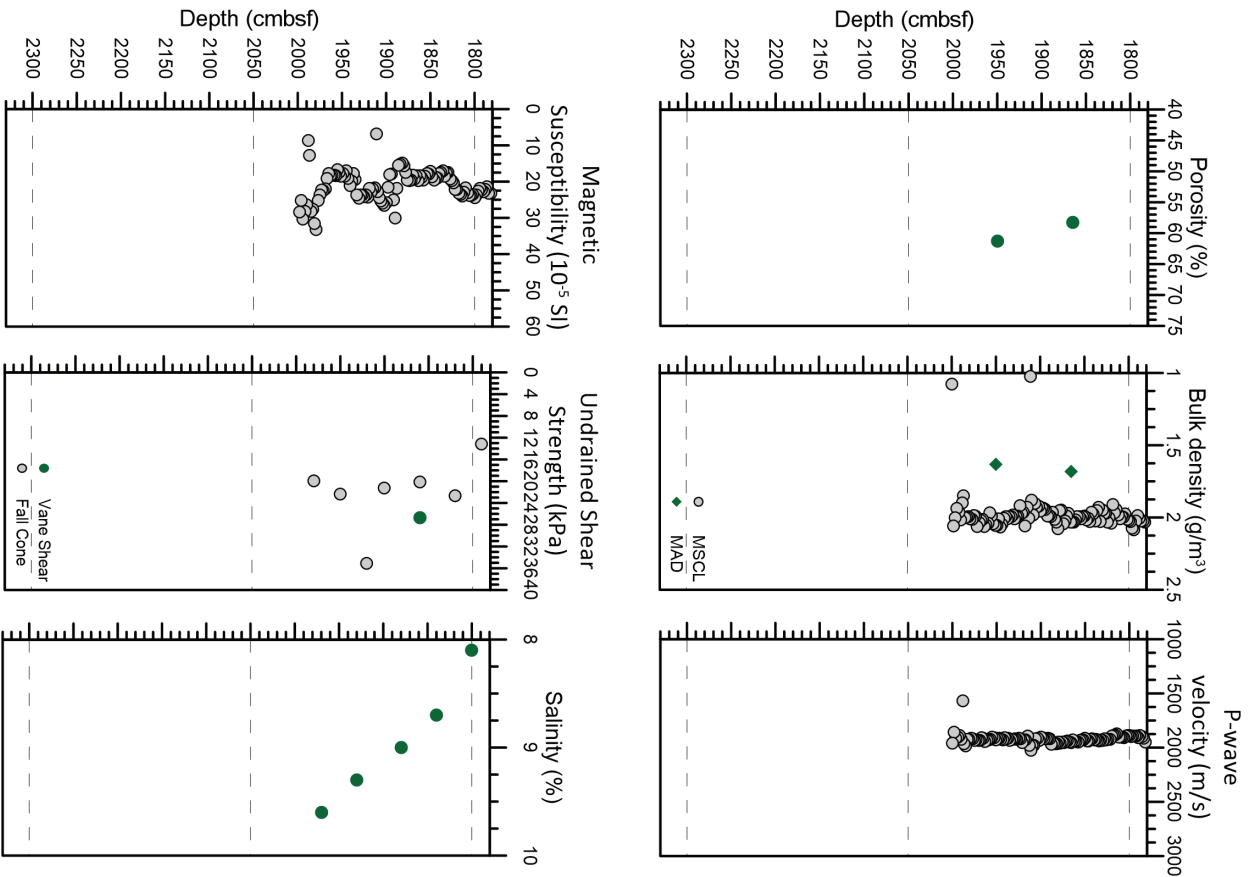 Porosity (%)
40 45 50 55 60 65 70 75
Depth (cmbsf)
1800
1850
1900
1950
2000
2050
2100
2150
2200
2250
2300
Bulk density (g/m³)
1 1.5 2 2.5
MSCL
MAD
P-wave
velocity (m/s)
1000 1500 2000 2500 3000
Magnetic
Susceptibility (10⁻⁵ SI)
0 10 20 30 40 50 60
Depth (cmbsf)
1800
1850
1900
1950
2000
2050
2100
2150
2200
2250
2300
Undrained Shear
Strength (kPa)
0 4 8 12 16 20 24 28 32 36 40
Vane Shear
Fall Cone
Salinity (%)
8 9 10